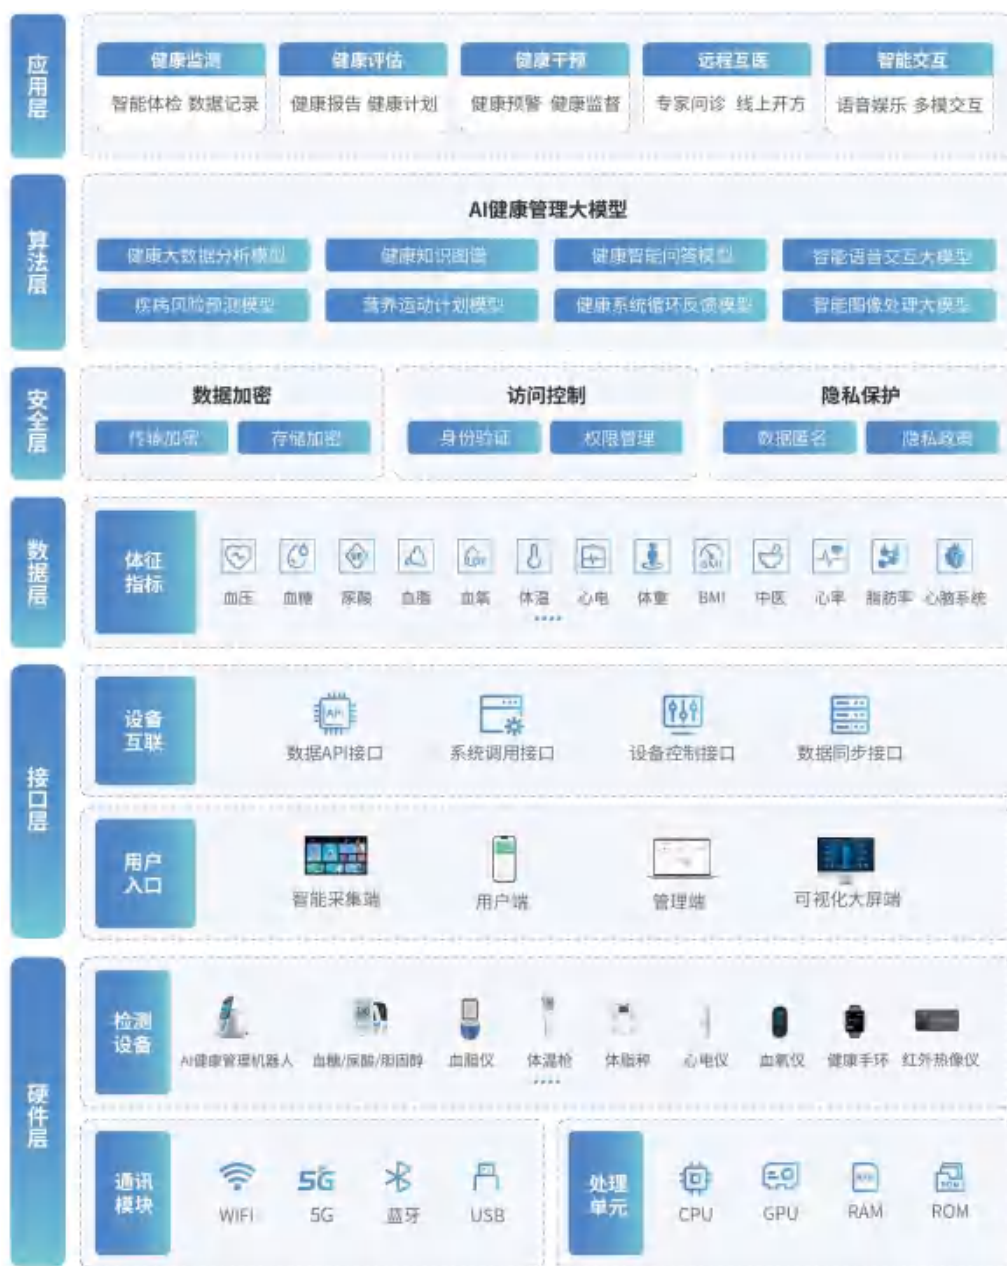 应用层
健康监测
智能体检 数据记录
健康评估
健康报告 健康计划
健康干预
健康预警 健康监督
远程互医
专家问诊 线上开方
智能交互
语音娱乐 多模交互
算法层
AI健康管理大模型
健康大数据分析模型
健康知识图谱
健康智能问答模型
智能语音交互大模型
疾病风险预测模型
营养运动计划模型
健康系统循环反馈模型
智能图像处理大模型
安全层
数据加密
传输加密
存储加密
访问控制
身份验证
权限管理
隐私保护
数据匿名
隐私政策
数据层
体征
指标
血压
血糖
尿酸
血脂
血氧
体温
心电
体重
BMI
中医
心率
脂肪率
心脑系统
接口层
设备
互联
API
数据API接口
系统调用接口
设备控制接口
数据同步接口
用户
入口
智能采集端
用户端
管理端
可视化大屏端
硬件层
检测
设备
AI健康管理机器人
血糖/尿酸/胆固醇
血脂仪
体温枪
体脂秤
心电仪
血氧仪
健康手环
红外热像仪
通讯
模块
WIFI
5G
5G
蓝牙
USB
处理
单元
CPU
GPU
RAM
ROM